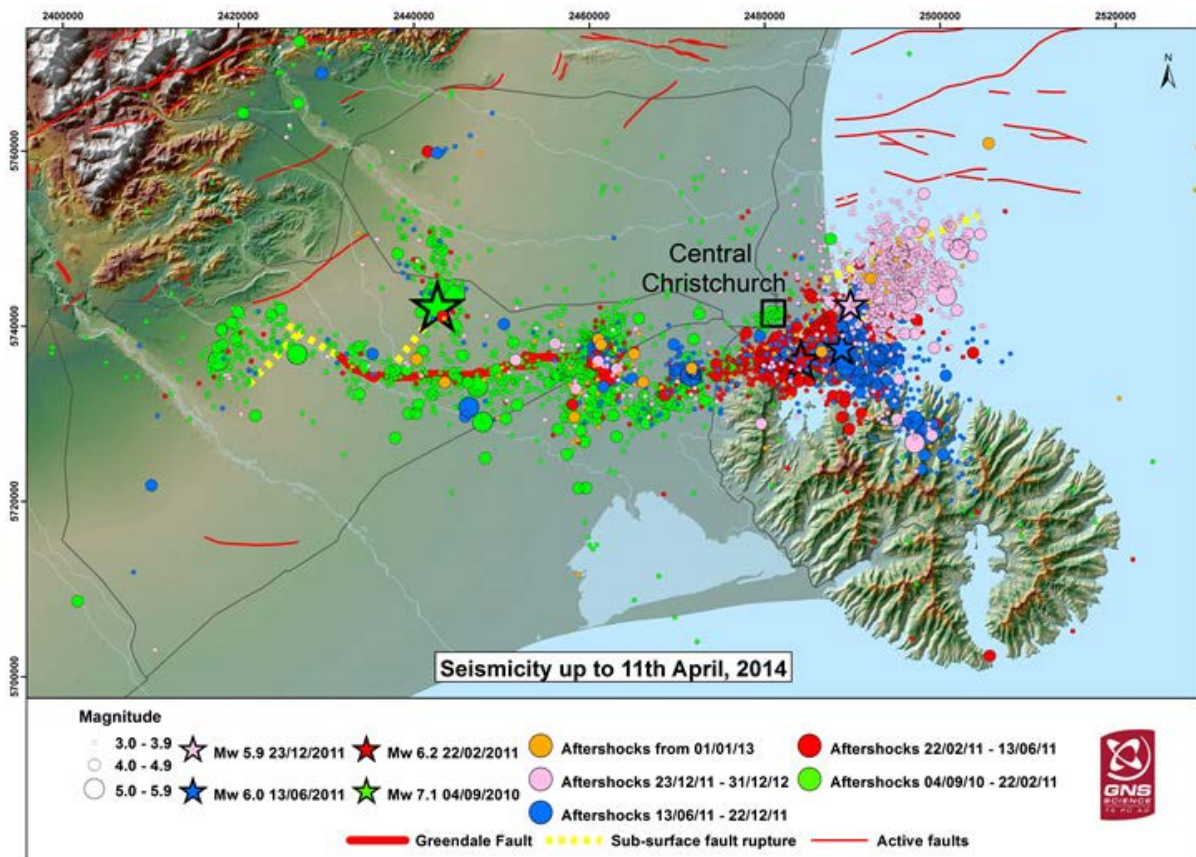 2400000 2420000 2440000 2460000 2480000 2500000 2520000
N
5760000
Central
Christchurch
5740000
5720000
5700000
Seismicity up to 11th April, 2014
Magnitude
3.0 - 3.9
4.0 - 4.9
5.0 - 5.9
Mw 5.9 23/12/2011
Mw 6.0 13/06/2011
Mw 6.2 22/02/2011
Mw 7.1 04/09/2010
Aftershocks from 01/01/13
Aftershocks 23/12/11 - 31/12/12
Aftershocks 13/06/11 - 22/12/11
Aftershocks 22/02/11 - 13/06/11
Aftershocks 04/09/10 - 22/02/11
Greendale Fault
Sub-surface fault rupture
Active faults
GNS
SCIENCE
TE PŪ AO